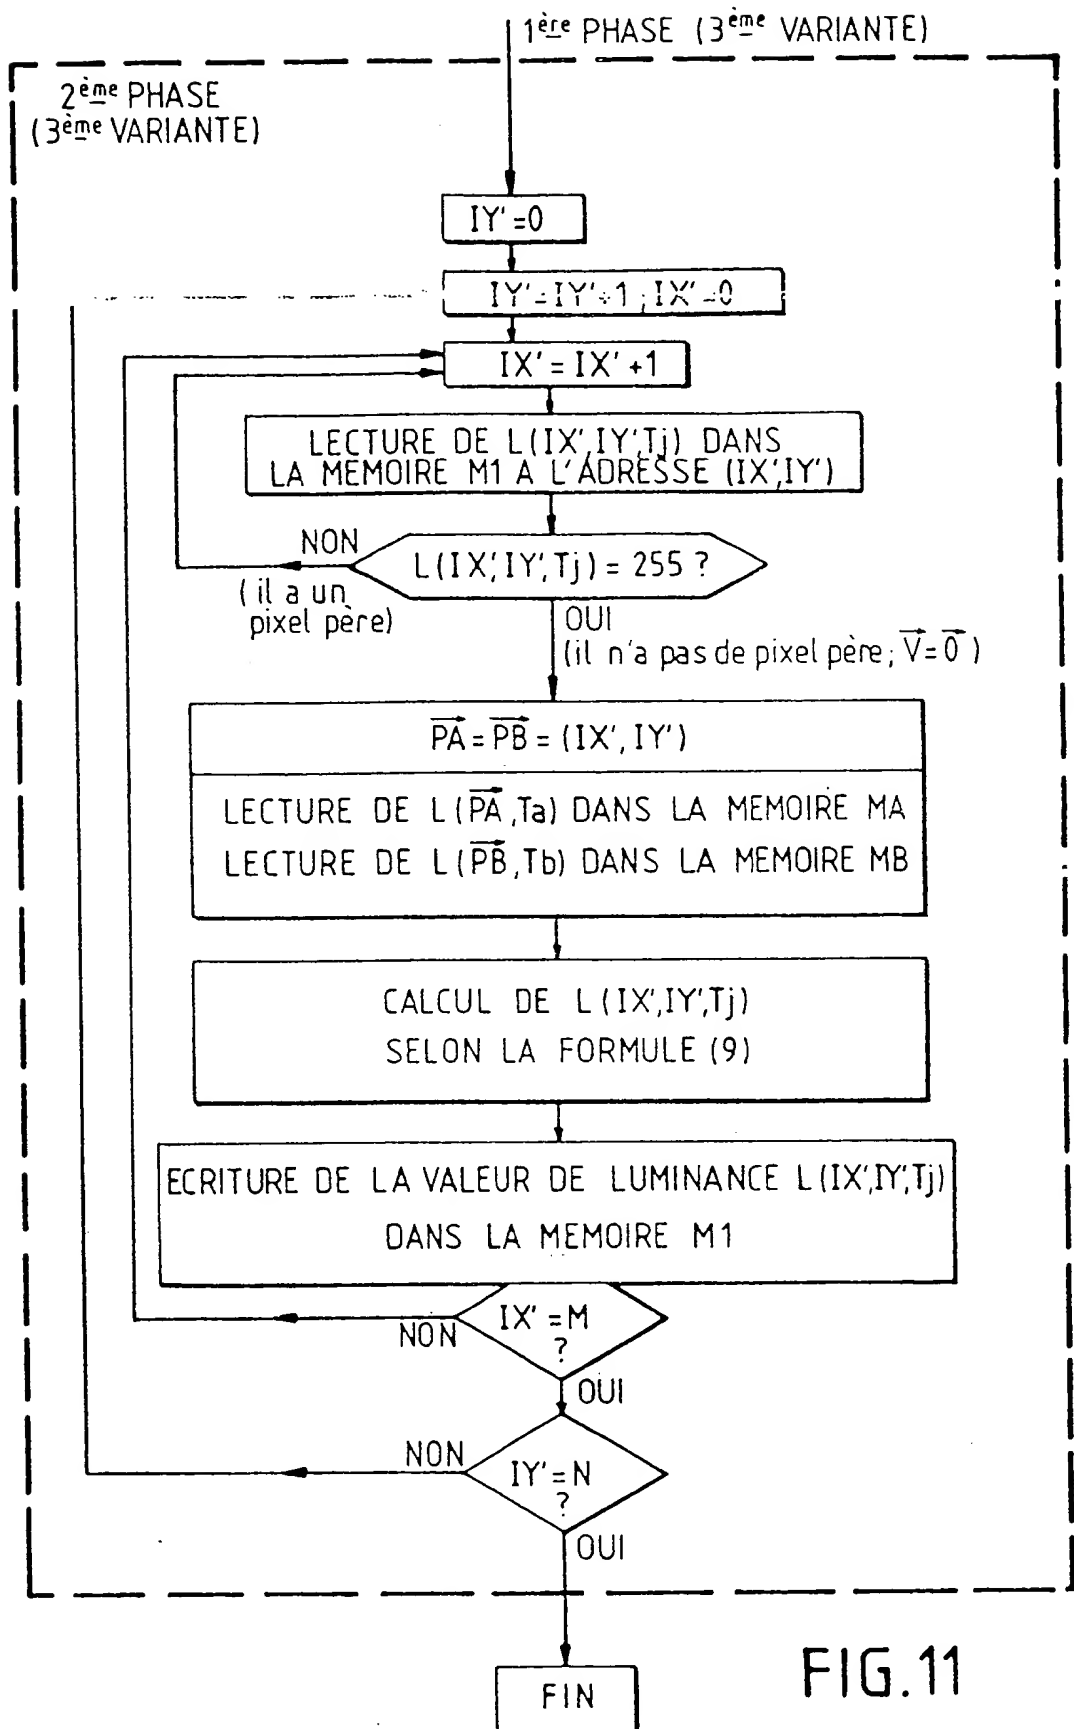 1ère PHASE (3ème VARIANTE)
2ème PHASE
(3ème VARIANTE)
IY'=0
IY'=IY'+1 ; IX'=0
IX'= IX'+1
LECTURE DE L(IX',IY',Tj) DANS
LA MEMOIRE M1 A L'ADRESSE (IX',IY')
NON
L(IX',IY',Tj) = 255 ?
(il a un
pixel père)
OUI
(il n'a pas de pixel père; V=0)
PA=PB=(IX',IY')
LECTURE DE L(PA,Ta) DANS LA MEMOIRE MA
LECTURE DE L(PB,Tb) DANS LA MEMOIRE MB
CALCUL DE L(IX',IY',Tj)
SELON LA FORMULE (9)
ECRITURE DE LA VALEUR DE LUMINANCE L(IX',IY',Tj)
DANS LA MEMOIRE M1
IX'=M
?
NON
OUI
NON
IY'=N
?
OUI
FIN
FIG.11